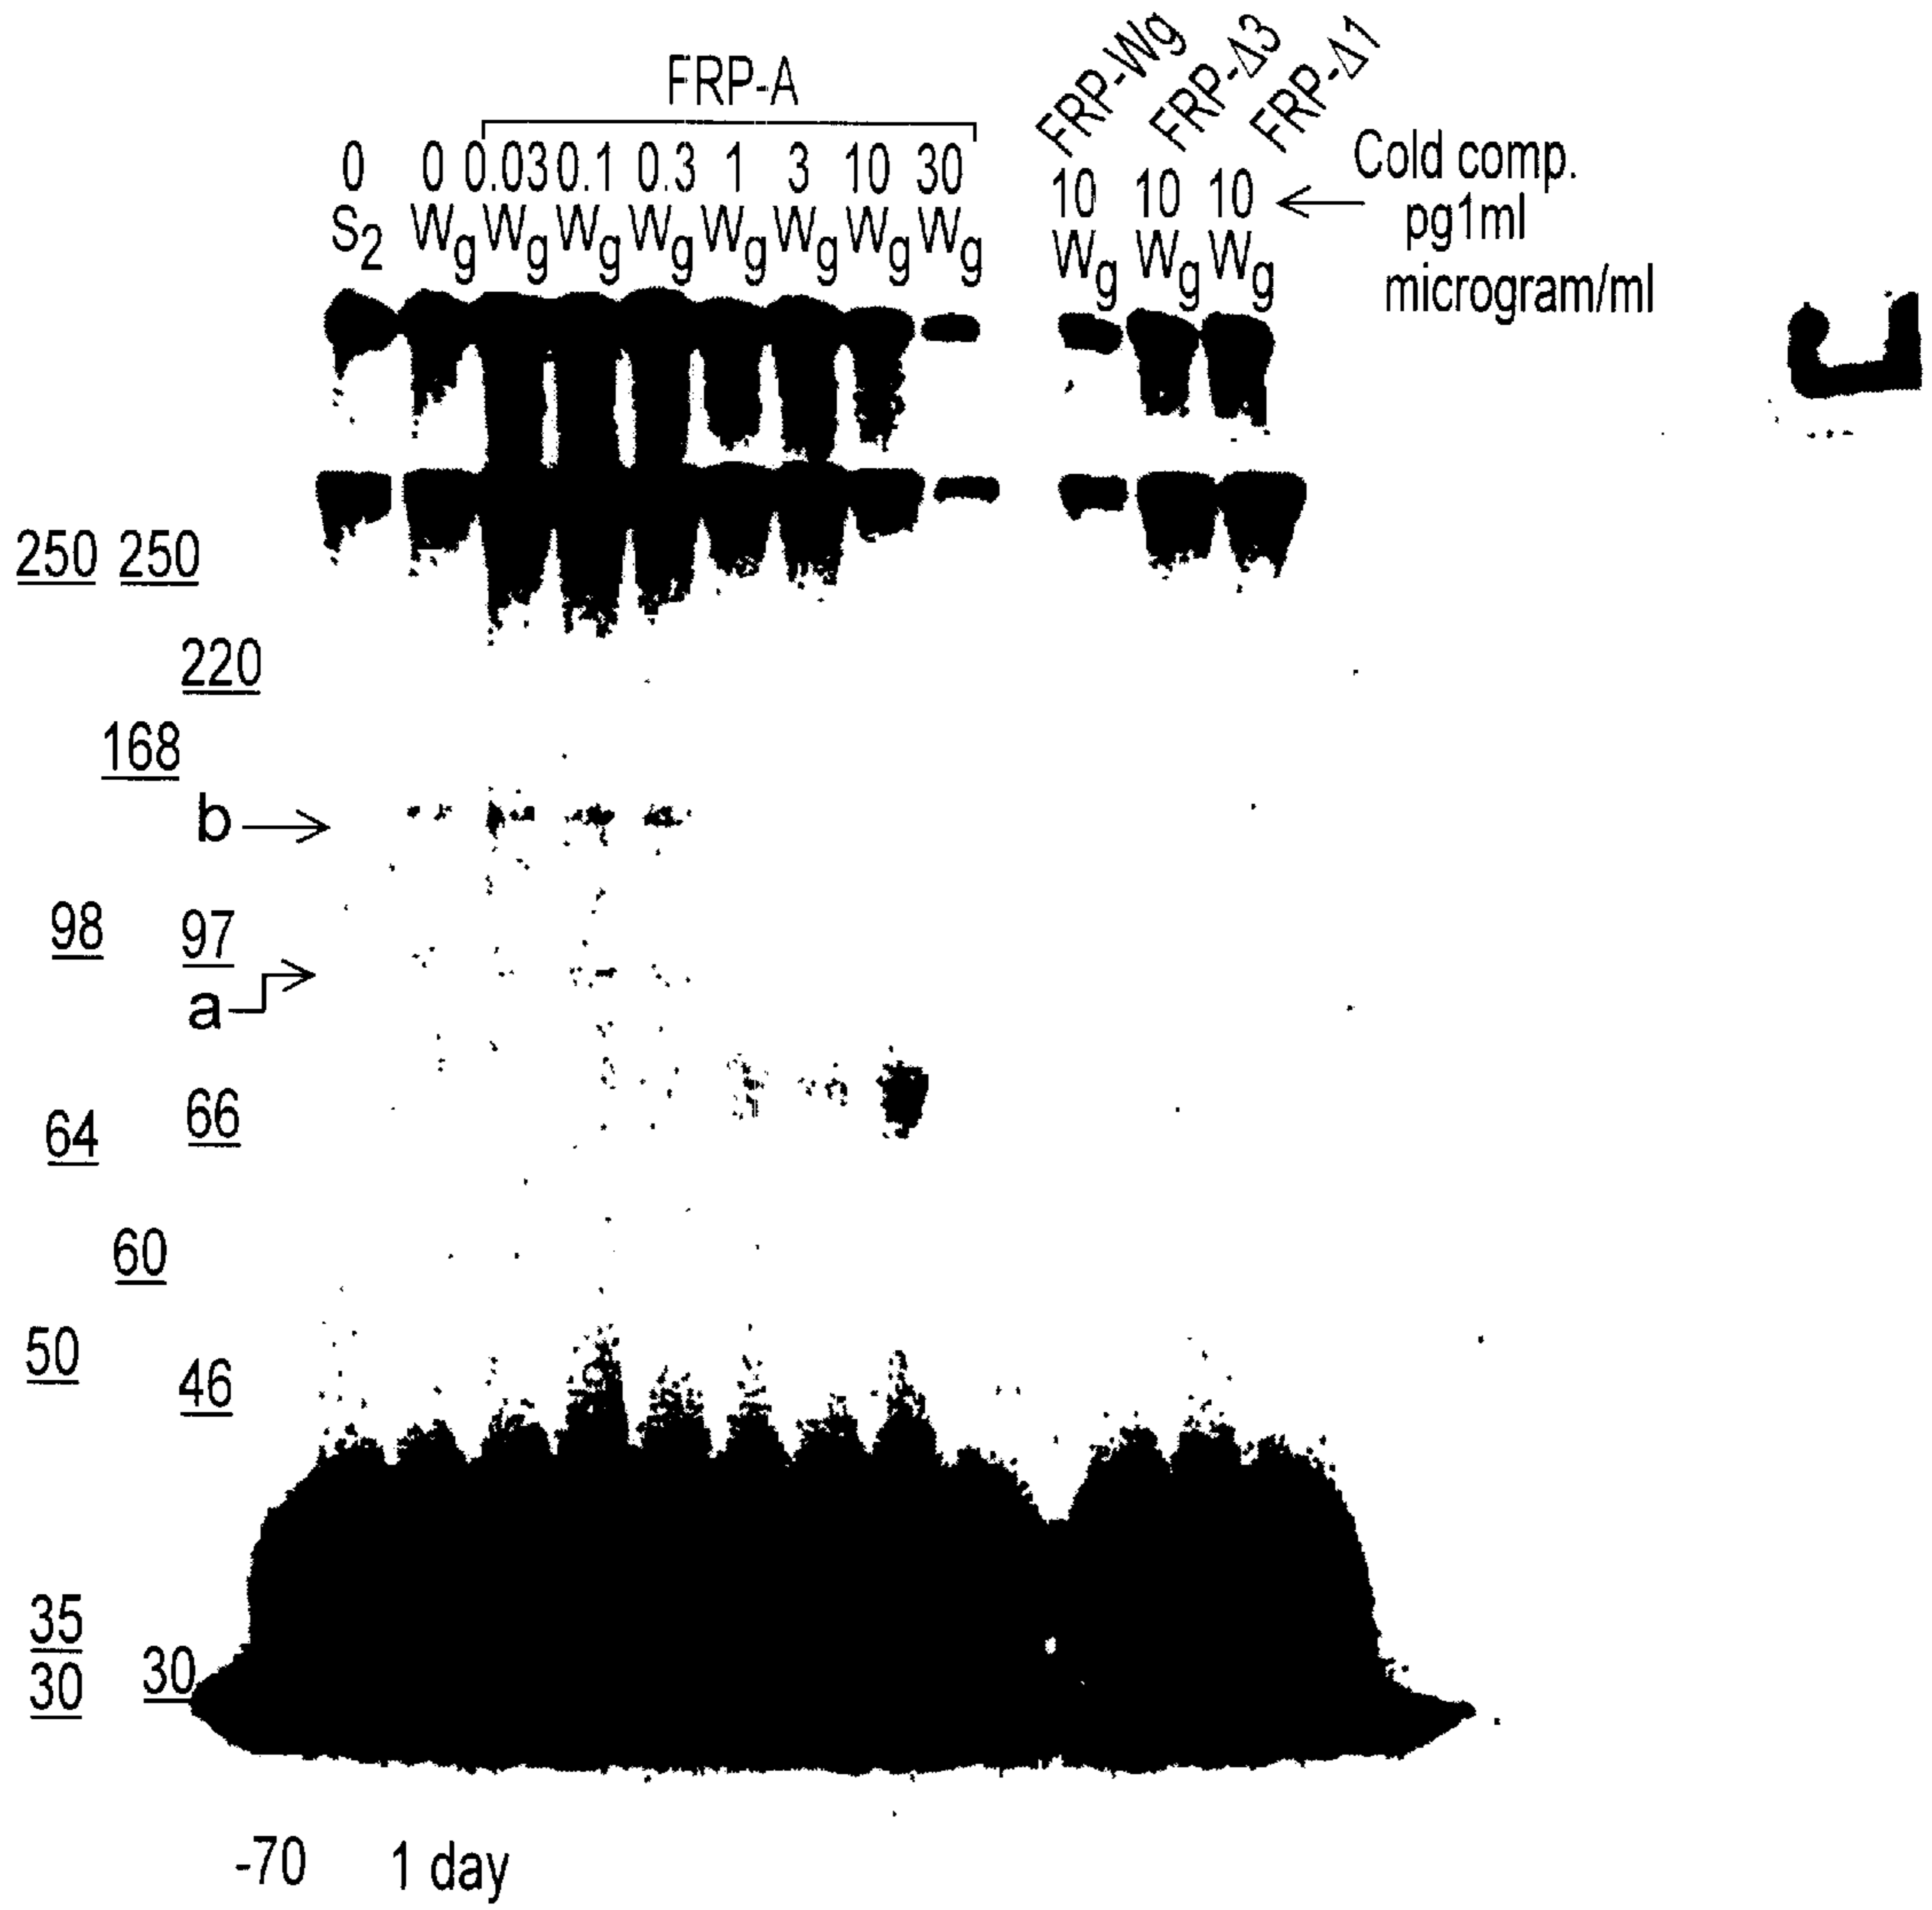 FRP-A
FRP-Wg FRP-Δ3 FRP-Δ1
0 0 0.03 0.1 0.3 1 3 10 30 10 10 10
Cold comp.
pg1ml
microgram/ml
S2 Wg Wg Wg Wg Wg Wg Wg Wg Wg Wg Wg
250 250
220
168
b
98 97
a
66
64
60
50
46
35
30 30
-70 1 day